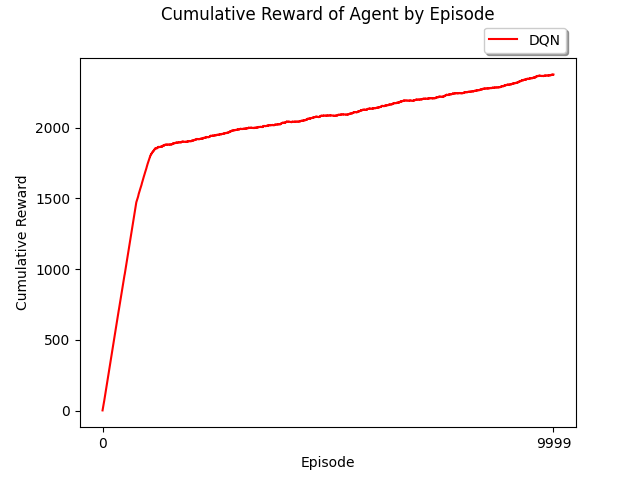 Cumulative Reward of Agent by Episode
DQN
Cumulative Reward
2000
1500
1000
500
0
0
9999
Episode